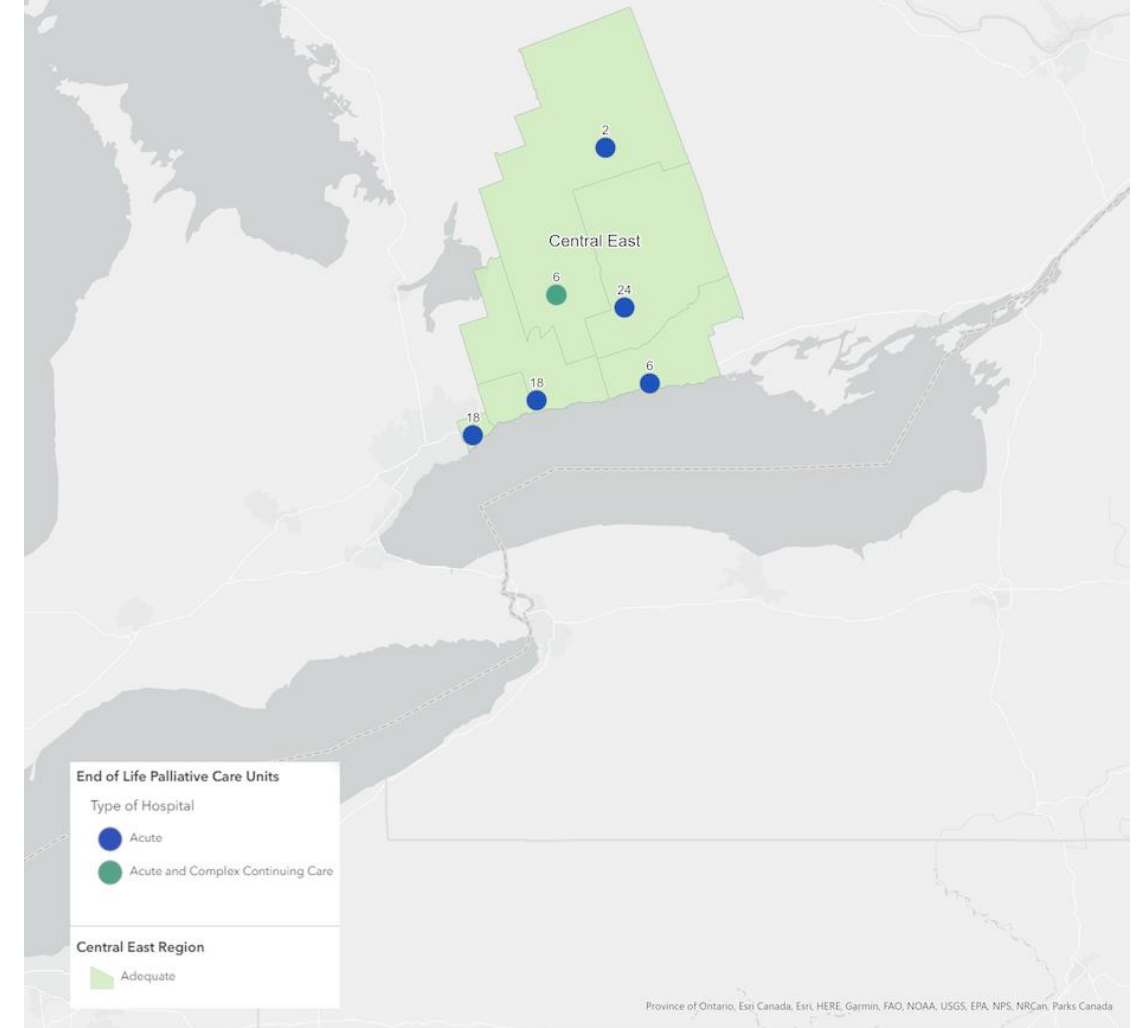 2
Central East
6
24
6
18
18
End of Life Palliative Care Units
Type of Hospital
Acute
Acute and Complex Continuing Care
Central East Region
Adequate
Province of Ontario, Esri Canada, Esri, HERE, Garmin, FAO, NOAA, USGS, EPA, NPS, NRCan, Parks Canada